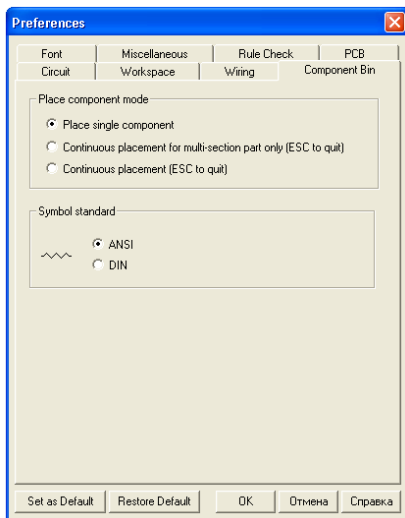 Preferences
Font Miscellaneous Rule Check PCB
Circuit Workspace Wiring Component Bin
Place component mode
Place single component
Continuous placement for multi-section part only (ESC to quit)
Continuous placement (ESC to quit)
Symbol standard
ANSI
DIN
Set as Default Restore Default OK Отмена Справка